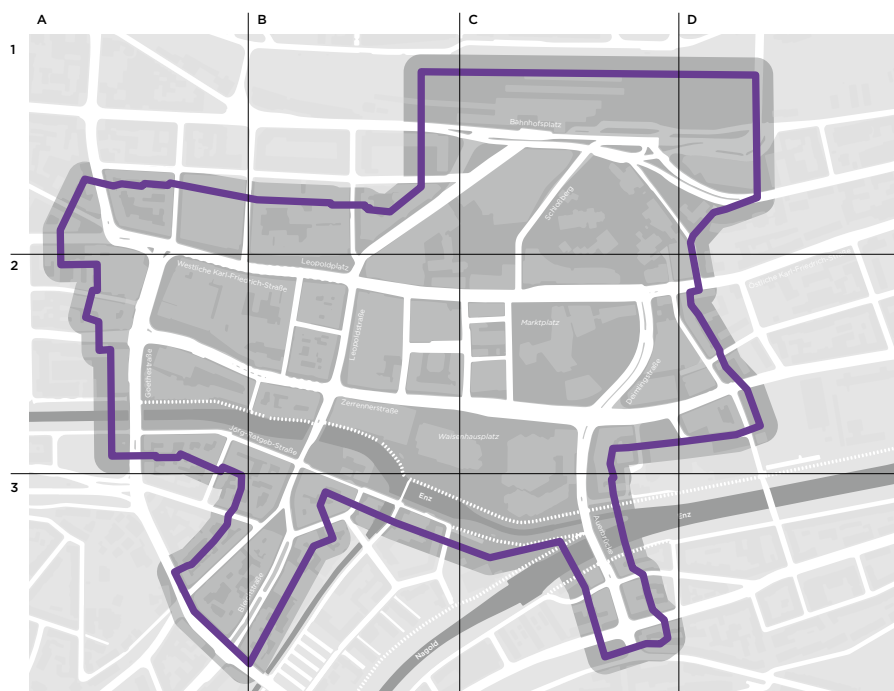 A B C D
1
Bahnhofsplatz
Schloßberg
2
Leopoldplatz
Westliche Karl-Friedrich-Straße
Östliche Karl-Friedrich-Straße
Marktplatz
Leopoldstraße
Goethestraße
Deimlingstraße
Zerrennerstraße
Jörg-Ratgeb-Straße
Waisenhausplatz
3
Enz
Enz
Auerbrücke
Bleichstraße
Nagold